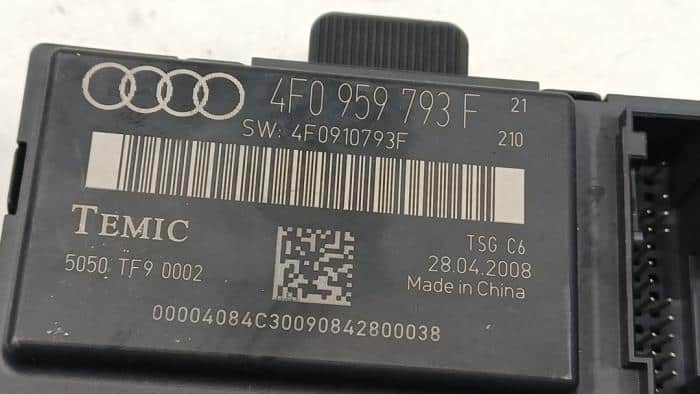 4F0 959 793 F 21
SW: 4F0910793F 210
TEMIC
TSG C6
5050 TF9 0002
28.04.2008
Made in China
00004084C30090842800038